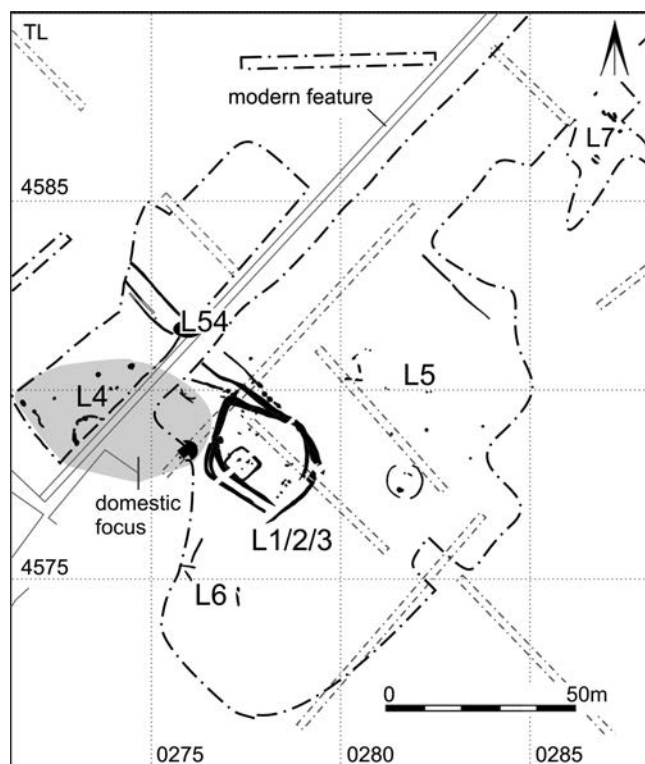 TL
modern feature
L7
4585
L54
L5
L4
domestic
focus
L1/2/3
4575
L6
0 50m
0275 0280 0285